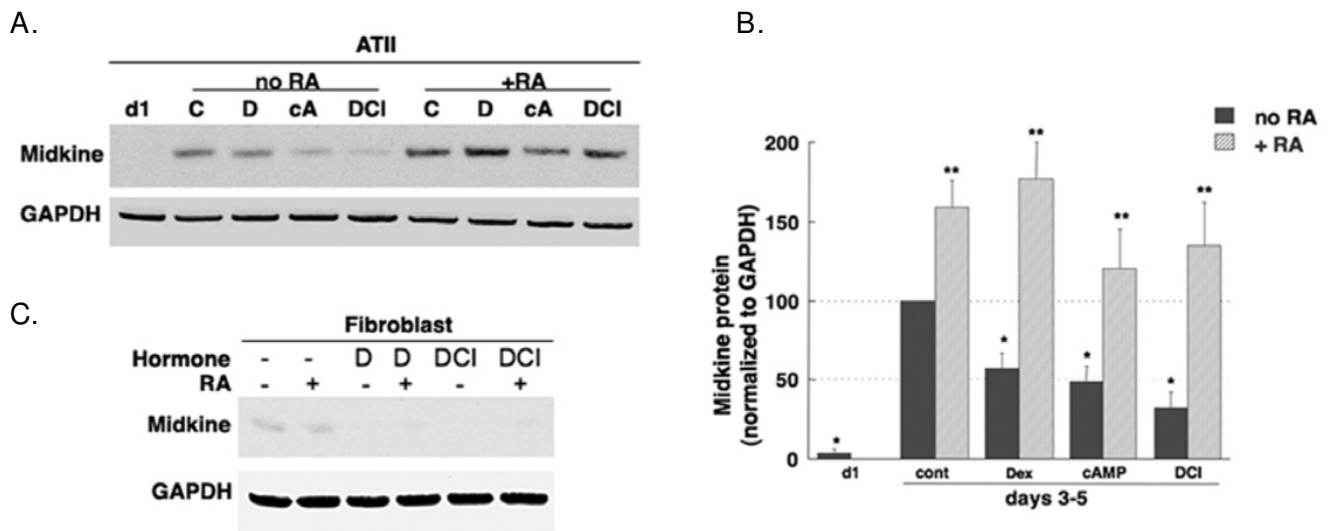 A.
ATII
no RA +RA
d1 C D cA DCI C D cA DCI
Midkine
GAPDH
B.
no RA
+ RA
Midkine protein
(normalized to GAPDH)
200
150
100
50
0
** ** ** **
* * * *
d1 cont Dex cAMP DCI
days 3-5
C.
Fibroblast
Hormone - - D D DCI DCI
RA - + - + - +
Midkine
GAPDH